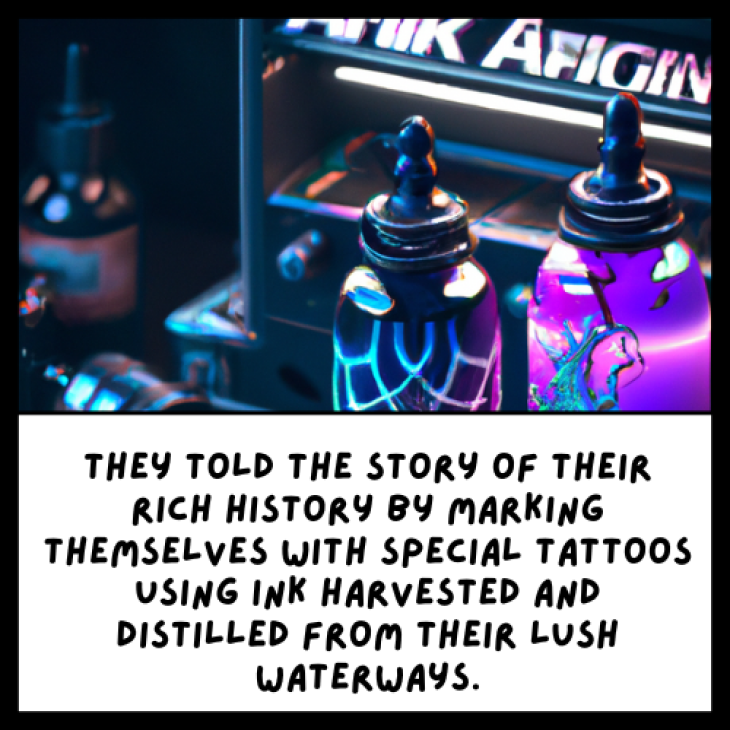 THEY TOLD THE STORY OF THEIR
RICH HISTORY BY MARKING
THEMSELVES WITH SPECIAL TATTOOS
USING INK HARVESTED AND
DISTILLED FROM THEIR LUSH
WATERWAYS.